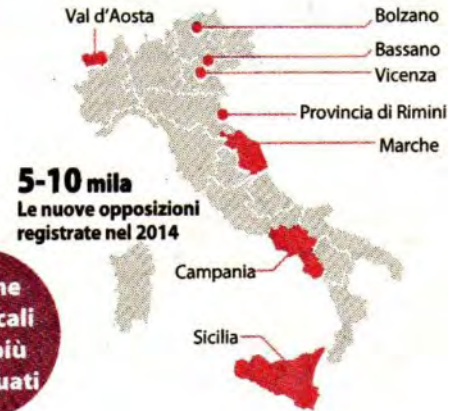 Val d'Aosta
Bolzano
Bassano
Vicenza
Provincia di Rimini
Marche
5-10 mila
Le nuove opposizioni
registrate nel 2014
Campania
Sicilia